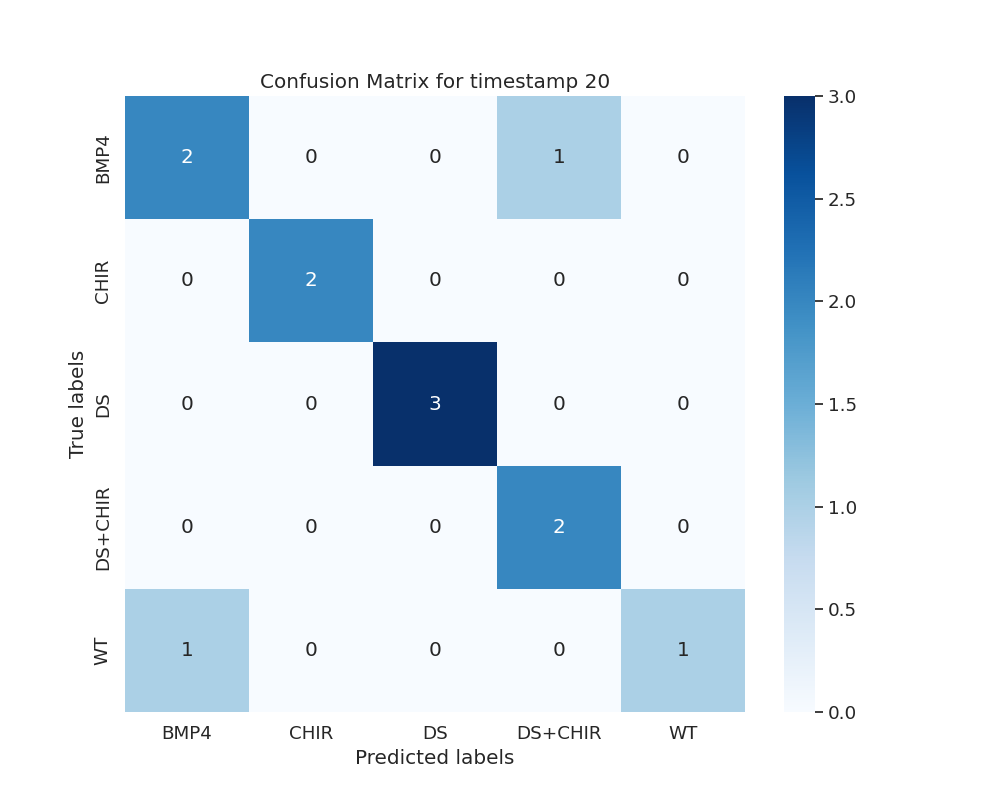 Confusion Matrix for timestamp 20
True labels
BMP4 2 0 0 1 0
CHIR 0 2 0 0 0
DS 0 0 3 0 0
DS+CHIR 0 0 0 2 0
WT 1 0 0 0 1
BMP4 CHIR DS DS+CHIR WT
Predicted labels
3.0
2.5
2.0
1.5
1.0
0.5
0.0